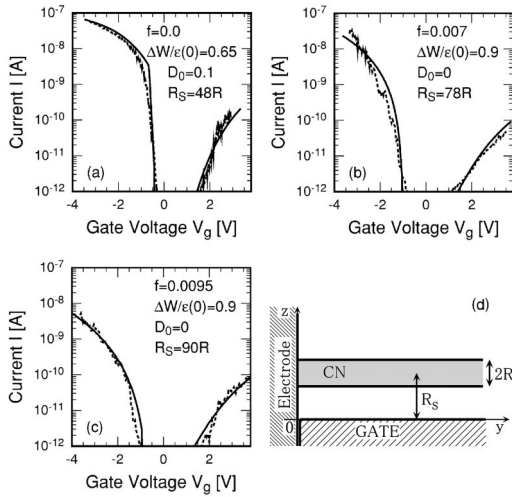 Current I [A]
10^-7
10^-8
10^-9
10^-10
10^-11
10^-12
f=0.0
ΔW/ε(0)=0.65
D₀=0.1
R_S=48R
(a)
-4 -2 0 2
Gate Voltage V_g [V]
Current I [A]
10^-7
10^-8
10^-9
10^-10
10^-11
10^-12
f=0.007
ΔW/ε(0)=0.9
D₀=0
R_S=78R
(b)
-4 -2 0 2
Gate Voltage V_g [V]
Current I [A]
10^-7
10^-8
10^-9
10^-10
10^-11
10^-12
f=0.0095
ΔW/ε(0)=0.9
D₀=0
R_S=90R
(c)
-4 -2 0 2 4
Gate Voltage V_g [V]
z
(d)
Electrode
CN
2R
R_S
0
GATE
y